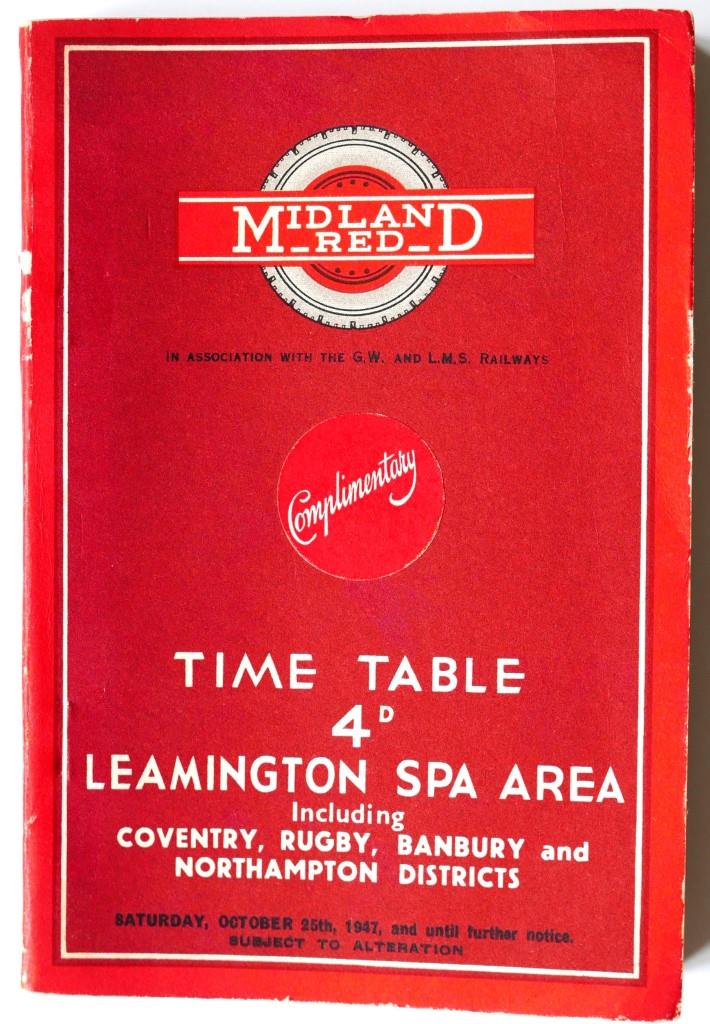 MIDLAND
RED
IN ASSOCIATION WITH THE G.W. AND L.M.S. RAILWAYS
Complimentary
TIME TABLE
4D
LEAMINGTON SPA AREA
Including
COVENTRY, RUGBY, BANBURY and
NORTHAMPTON DISTRICTS
SATURDAY, OCTOBER 25th, 1947, and until further notice.
SUBJECT TO ALTERATION